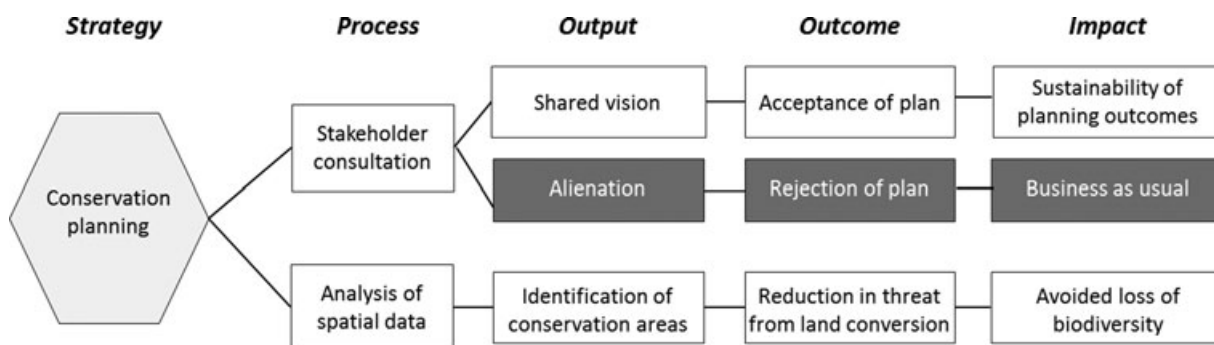 Strategy
Process
Output
Outcome
Impact
Conservation
planning
Stakeholder
consultation
Shared vision
Acceptance of plan
Sustainability of
planning outcomes
Alienation
Rejection of plan
Business as usual
Analysis of
spatial data
Identification of
conservation areas
Reduction in threat
from land conversion
Avoided loss of
biodiversity